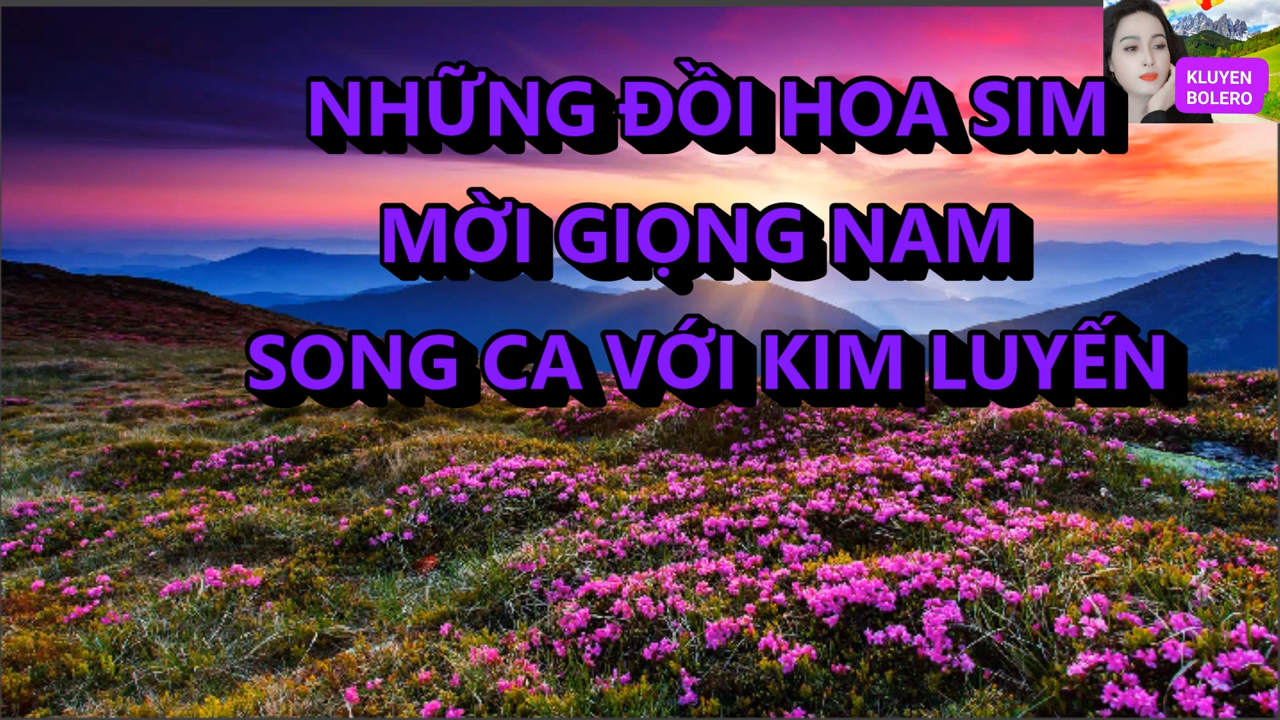 NHỮNG ĐỒI HOA SIM
MỜI GIỌNG NAM
SONG CA VỚI KIM LUYẾN
KLUYEN
BOLERO